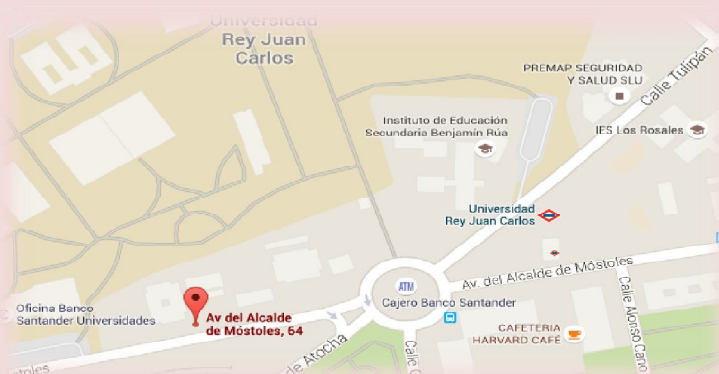 Universidad
Rey Juan
Carlos
PREMAP SEGURIDAD
Y SALUD SLU
Calle Tulipán
Instituto de Educación
Secundaria Benjamín Rúa
IES Los Rosales
Universidad
Rey Juan Carlos
Av. del Alcalde de Móstoles
ATM
Cajero Banco Santander
Oficina Banco
Santander Universidades
Av del Alcalde
de Móstoles, 64
CAFETERIA
HARVARD CAFÉ
Calle Alonso Cano
de Atocha